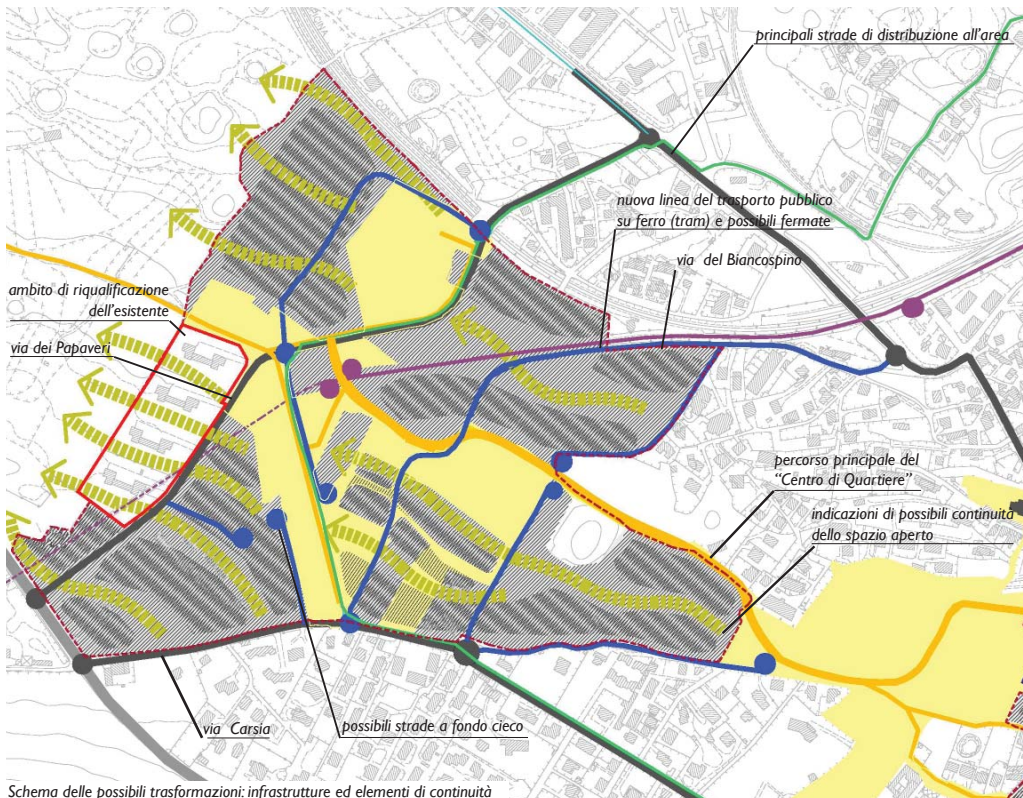 principali strade di distribuzione all'area
nuova linea del trasporto pubblico
su ferro (tram) e possibili fermate
via del Biancospino
ambito di riqualificazione
dell'esistente
via dei Papaveri
percorso principale del
"Centro di Quartiere"
indicazioni di possibili continuità
dello spazio aperto
via Carsia
possibili strade a fondo cieco
Schema delle possibili trasformazioni: infrastrutture ed elementi di continuità